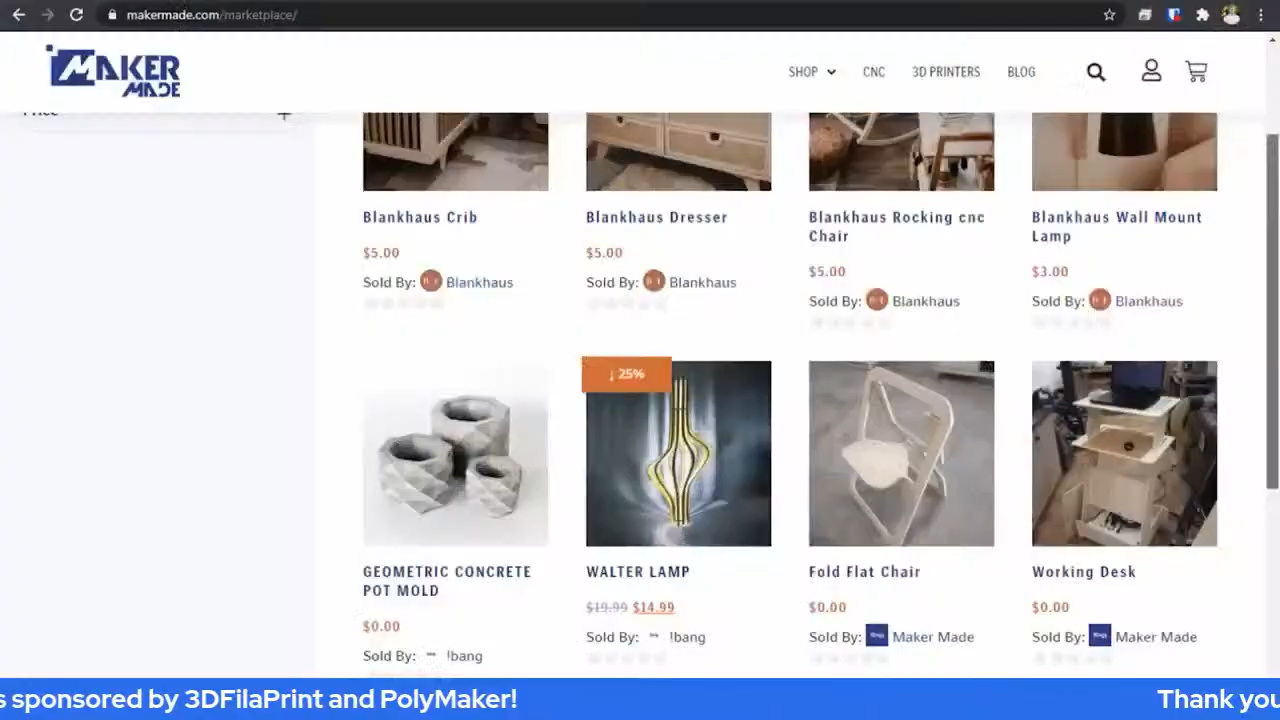 makermade.com/marketplace/
MAKER
MADE
SHOP
CNC
3D PRINTERS
BLOG
Price
Blankhaus Crib
$5.00
Sold By: Blankhaus
Blankhaus Dresser
$5.00
Sold By: Blankhaus
Blankhaus Rocking cnc
Chair
$5.00
Sold By: Blankhaus
Blankhaus Wall Mount
Lamp
$3.00
Sold By: Blankhaus
GEOMETRIC CONCRETE
POT MOLD
$0.00
Sold By: !bang
↓ 25%
WALTER LAMP
$19.99 $14.99
Sold By: !bang
Fold Flat Chair
$0.00
Sold By: Maker Made
Working Desk
$0.00
Sold By: Maker Made
s sponsored by 3DFilaPrint and PolyMaker!
Thank you